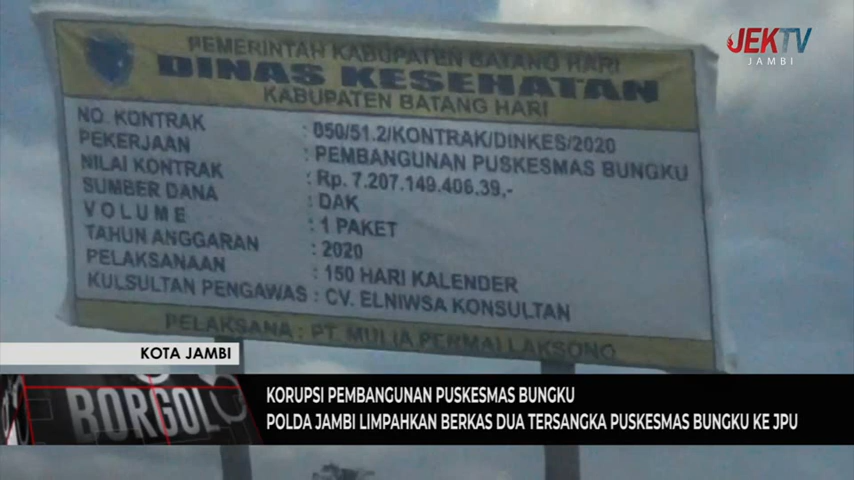 JEKTV
JAMBI
PEMERINTAH KABUPATEN BATANG HARI
DINAS KESEHATAN
KABUPATEN BATANG HARI
NO. KONTRAK : 050/51.2/KONTRAK/DINKES/2020
PEKERJAAN : PEMBANGUNAN PUSKESMAS BUNGKU
NILAI KONTRAK : Rp. 7.207.149.406,39,-
SUMBER DANA : DAK
VOLUME : 1 PAKET
TAHUN ANGGARAN : 2020
PELAKSANAAN : 150 HARI KALENDER
KULSULTAN PENGAWAS : CV. ELNIWSA KONSULTAN
PELAKSANA : PT. MULIA PERMAI LAKSONO
KOTA JAMBI
BORGOL
KORUPSI PEMBANGUNAN PUSKESMAS BUNGKU
POLDA JAMBI LIMPAHKAN BERKAS DUA TERSANGKA PUSKESMAS BUNGKU KE JPU